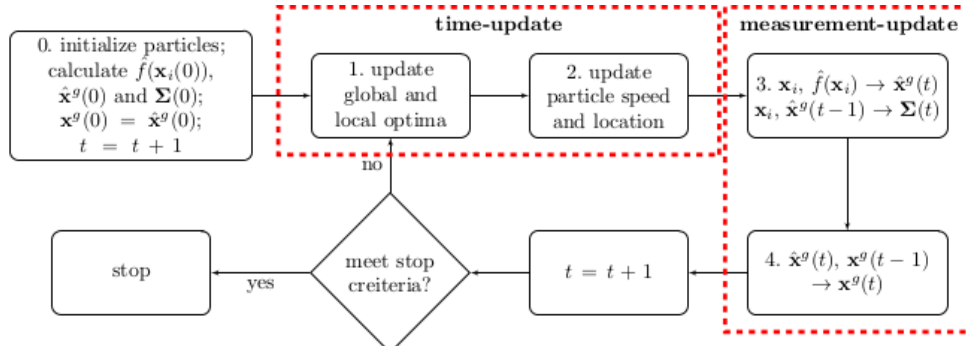 time-update
measurement-update
0. initialize particles;
calculate f̂(𝐱ᵢ(0)),
𝐱̂ᵍ(0) and 𝚺(0);
𝐱ᵍ(0) = 𝐱̂ᵍ(0);
t = t + 1
1. update
global and
local optima
2. update
particle speed
and location
3. 𝐱ᵢ, f̂(𝐱ᵢ) → 𝐱̂ᵍ(t)
𝐱ᵢ, 𝐱̂ᵍ(t−1) → 𝚺(t)
no
stop
yes
meet stop
creiteria?
t = t + 1
4. 𝐱̂ᵍ(t), 𝐱ᵍ(t − 1)
→ 𝐱ᵍ(t)